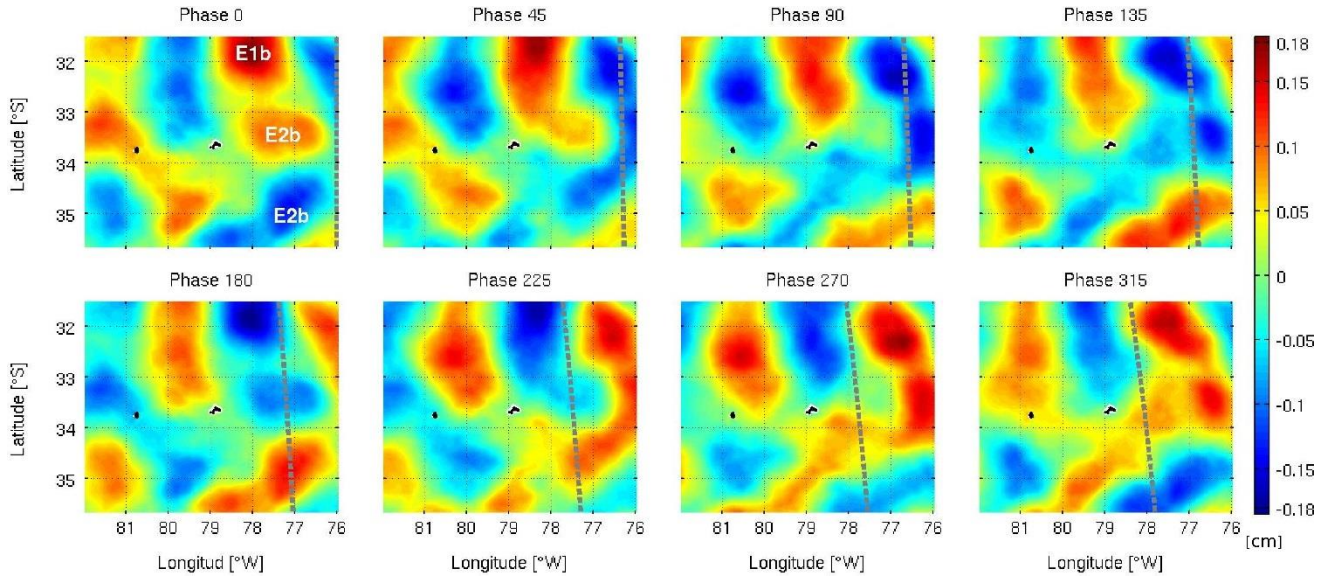 Phase 0 Phase 45 Phase 90 Phase 135
E1b
E2b
E2b
32
33
34
35
Latitude [°S]
0.18
0.15
0.1
0.05
0
-0.05
-0.1
-0.15
-0.18
[cm]
Phase 180 Phase 225 Phase 270 Phase 315
32
33
34
35
Latitude [°S]
81 80 79 78 77 76 81 80 79 78 77 76 81 80 79 78 77 76 81 80 79 78 77 76
Longitud [°W] Longitude [°W] Longitude [°W] Longitude [°W]